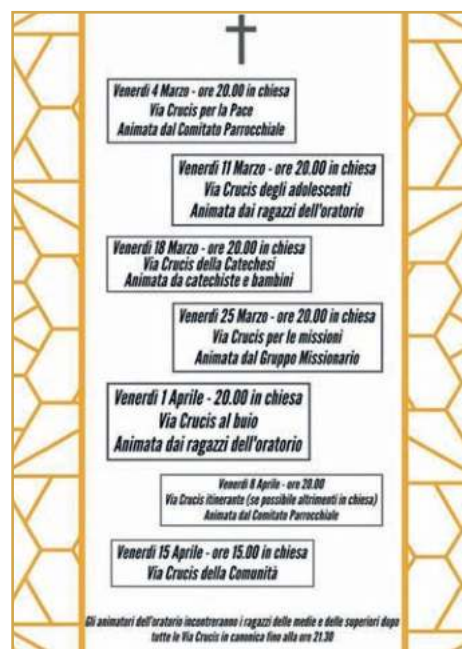 Venerdì 4 Marzo - ore 20.00 in chiesa
Via Crucis per la Pace
Animata dal Comitato Parrocchiale
Venerdì 11 Marzo - ore 20.00 in chiesa
Via Crucis degli adolescenti
Animata dai ragazzi dell'oratorio
Venerdì 18 Marzo - ore 20.00 in chiesa
Via Crucis della Catechesi
Animata da catechiste e bambini
Venerdì 25 Marzo - ore 20.00 in chiesa
Via Crucis per le missioni
Animata dal Gruppo Missionario
Venerdì 1 Aprile - 20.00 in chiesa
Via Crucis al buio
Animata dai ragazzi dell'oratorio
Venerdì 8 Aprile - ore 20.00
Via Crucis itinerante (se possibile altrimenti in chiesa)
Animata dal Comitato Parrocchiale
Venerdì 15 Aprile - ore 15.00 in chiesa
Via Crucis della Comunità
Gli animatori dell'oratorio incontreranno i ragazzi delle medie e delle superiori dopo
tutte le Via Crucis in canonica fino alla ore 21.30